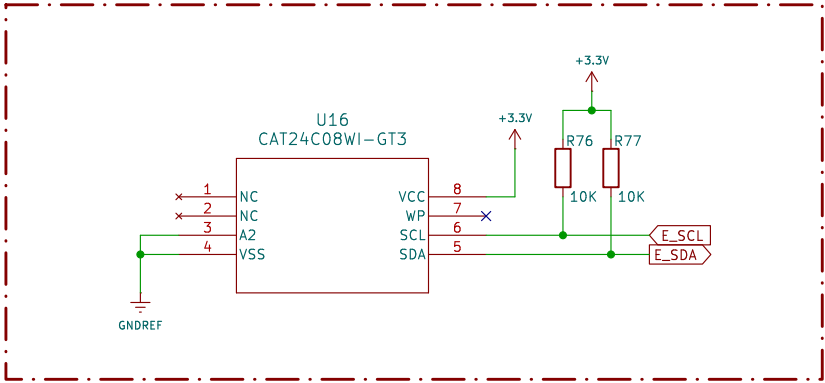 +3.3V
U16
CAT24C08WI-GT3
+3.3V
R76 R77
10K 10K
1 NC VCC 8
2 NC WP 7
3 A2 SCL 6 E_SCL
4 VSS SDA 5 E_SDA
GNDREF